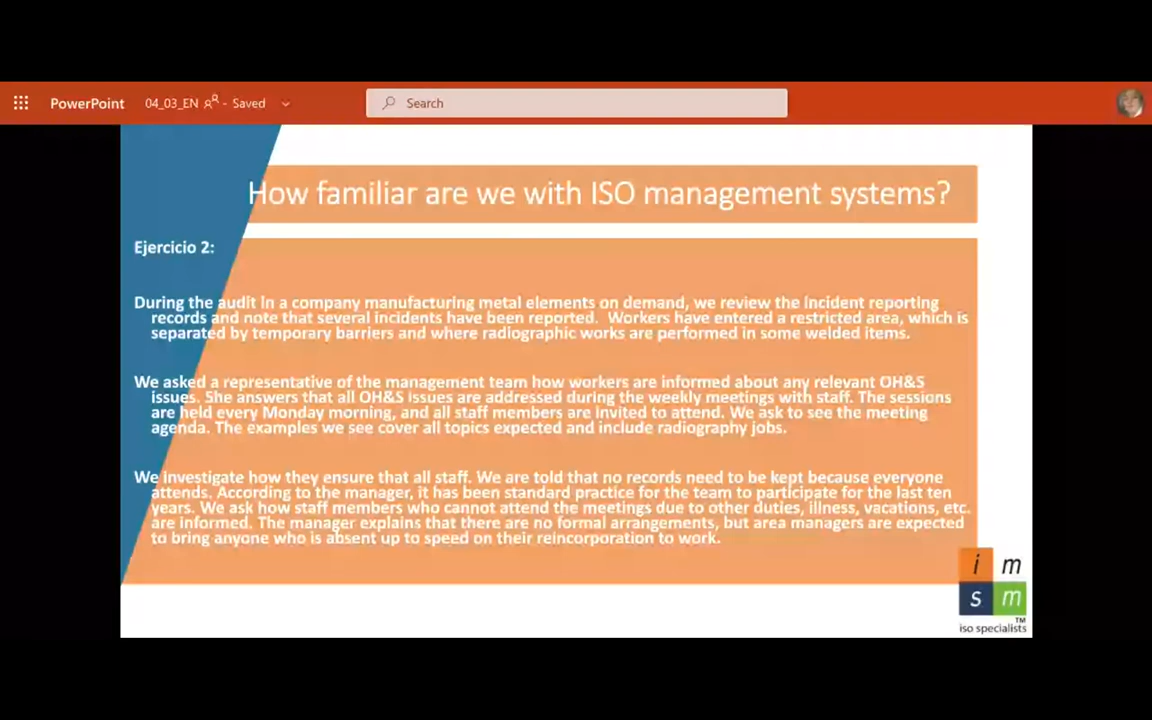 PowerPoint 04_03_EN - Saved Search
How familiar are we with ISO management systems?
Ejercicio 2:
During the audit in a company manufacturing metal elements on demand, we review the incident reporting
records and note that several incidents have been reported. Workers have entered a restricted area, which is
separated by temporary barriers and where radiographic works are performed in some welded items.
We asked a representative of the management team how workers are informed about any relevant OH&S
issues. She answers that all OH&S issues are addressed during the weekly meetings with staff. The sessions
are held every Monday morning, and all staff members are invited to attend. We ask to see the meeting
agenda. The examples we see cover all topics expected and include radiography jobs.
We investigate how they ensure that all staff. We are told that no records need to be kept because everyone
attends. According to the manager, it has been standard practice for the team to participate for the last ten
years. We ask how staff members who cannot attend the meetings due to other duties, illness, vacations, etc.
are informed. The manager explains that there are no formal arrangements, but area managers are expected
to bring anyone who is absent up to speed on their reincorporation to work.
i m
s m
TM
iso specialists